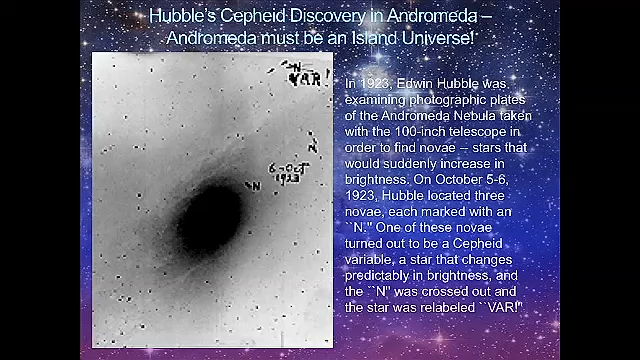 Hubble's Cepheid Discovery in Andromeda –
Andromeda must be an Island Universe!
N
VAR!
N
6-Oct
1923
N
In 1923, Edwin Hubble was
examining photographic plates
of the Andromeda Nebula taken
with the 100-inch telescope in
order to find novae – stars that
would suddenly increase in
brightness. On October 5-6,
1923, Hubble located three
novae, each marked with an
``N." One of these novae
turned out to be a Cepheid
variable, a star that changes
predictably in brightness, and
the ``N" was crossed out and
the star was relabeled ``VAR!"